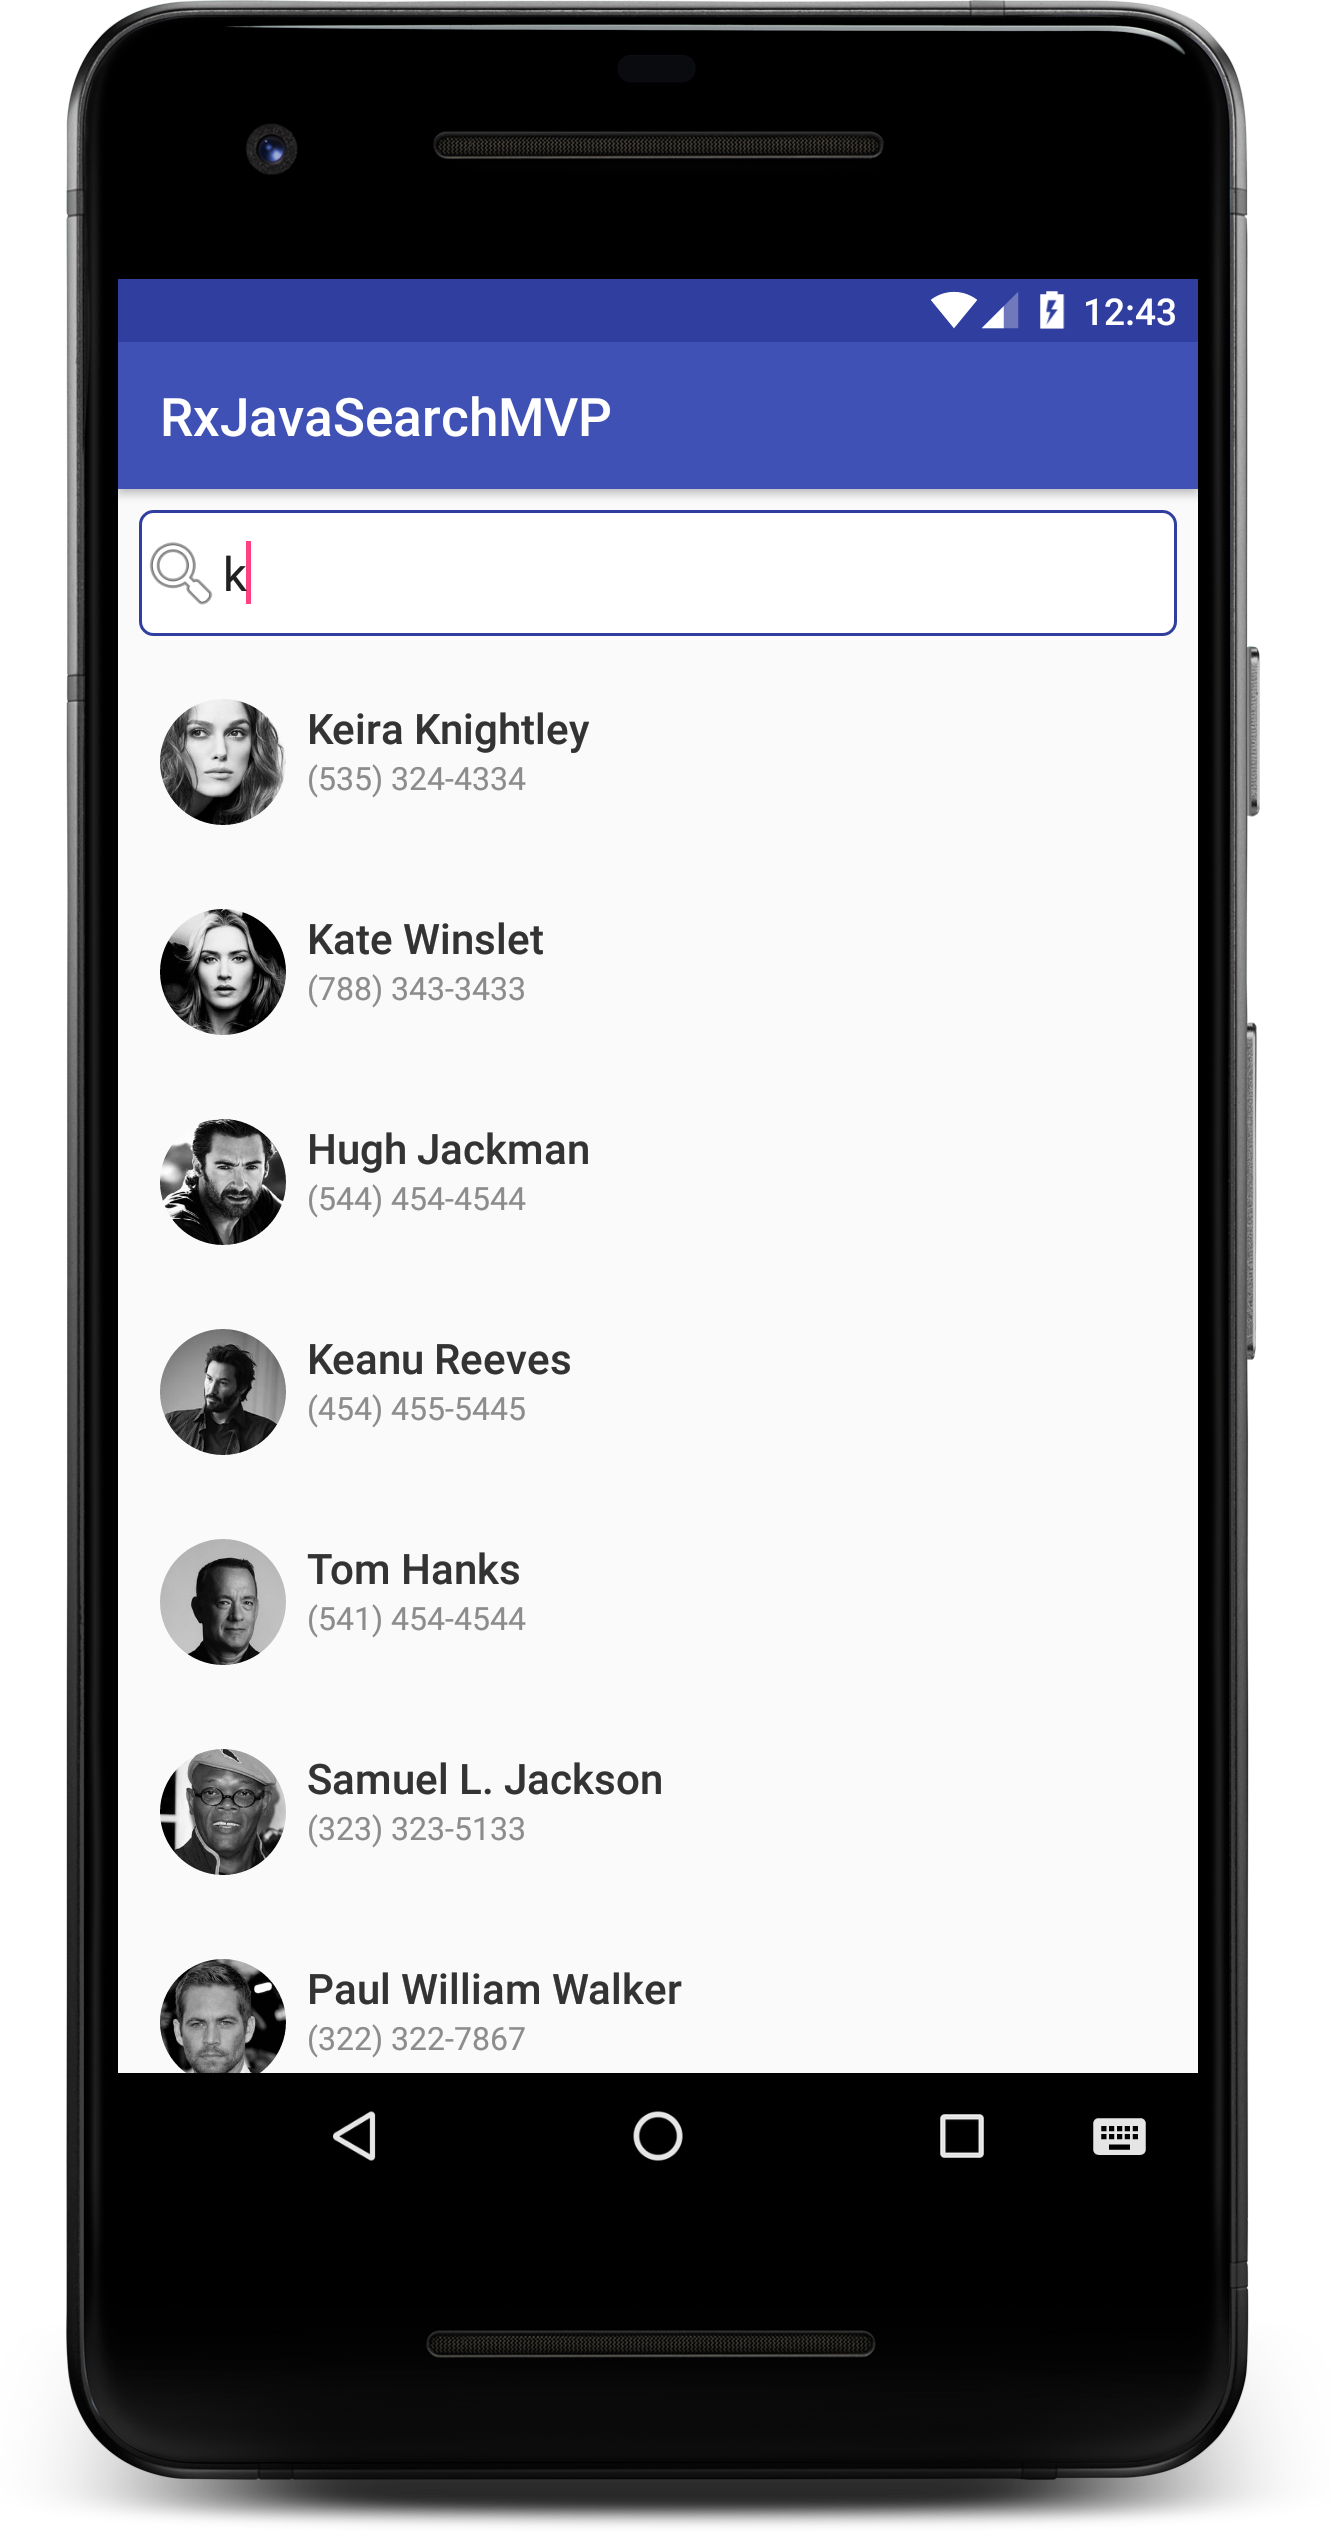 12:43
RxJavaSearchMVP
k
Keira Knightley
(535) 324-4334
Kate Winslet
(788) 343-3433
Hugh Jackman
(544) 454-4544
Keanu Reeves
(454) 455-5445
Tom Hanks
(541) 454-4544
Samuel L. Jackson
(323) 323-5133
Paul William Walker
(322) 322-7867